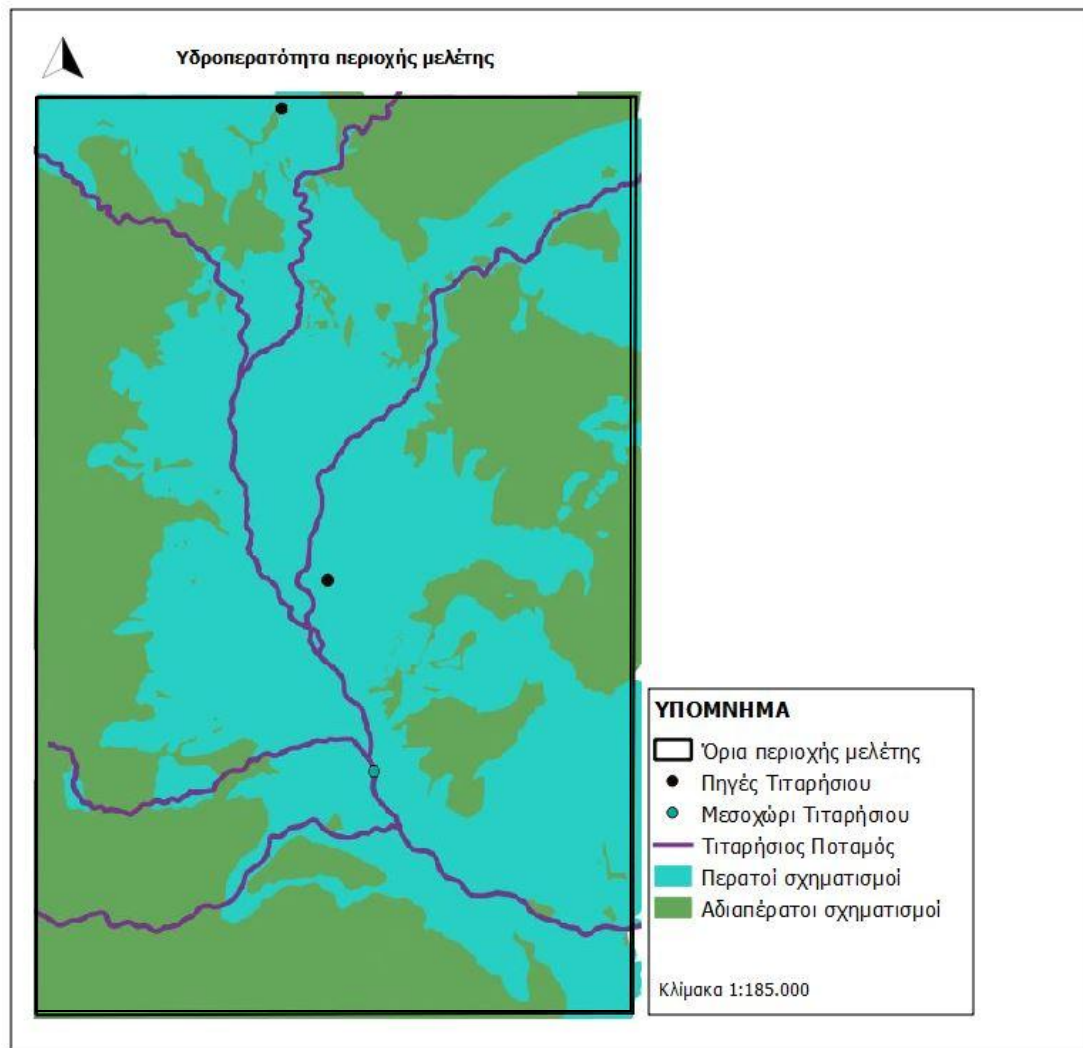 Υδροπερατότητα περιοχής μελέτης
ΥΠΟΜΝΗΜΑ
Όρια περιοχής μελέτης
Πηγές Τιταρήσιου
Μεσοχώρι Τιταρήσιου
Τιταρήσιος Ποταμός
Περατοί σχηματισμοί
Αδιαπέρατοι σχηματισμοί
Κλίμακα 1:185.000